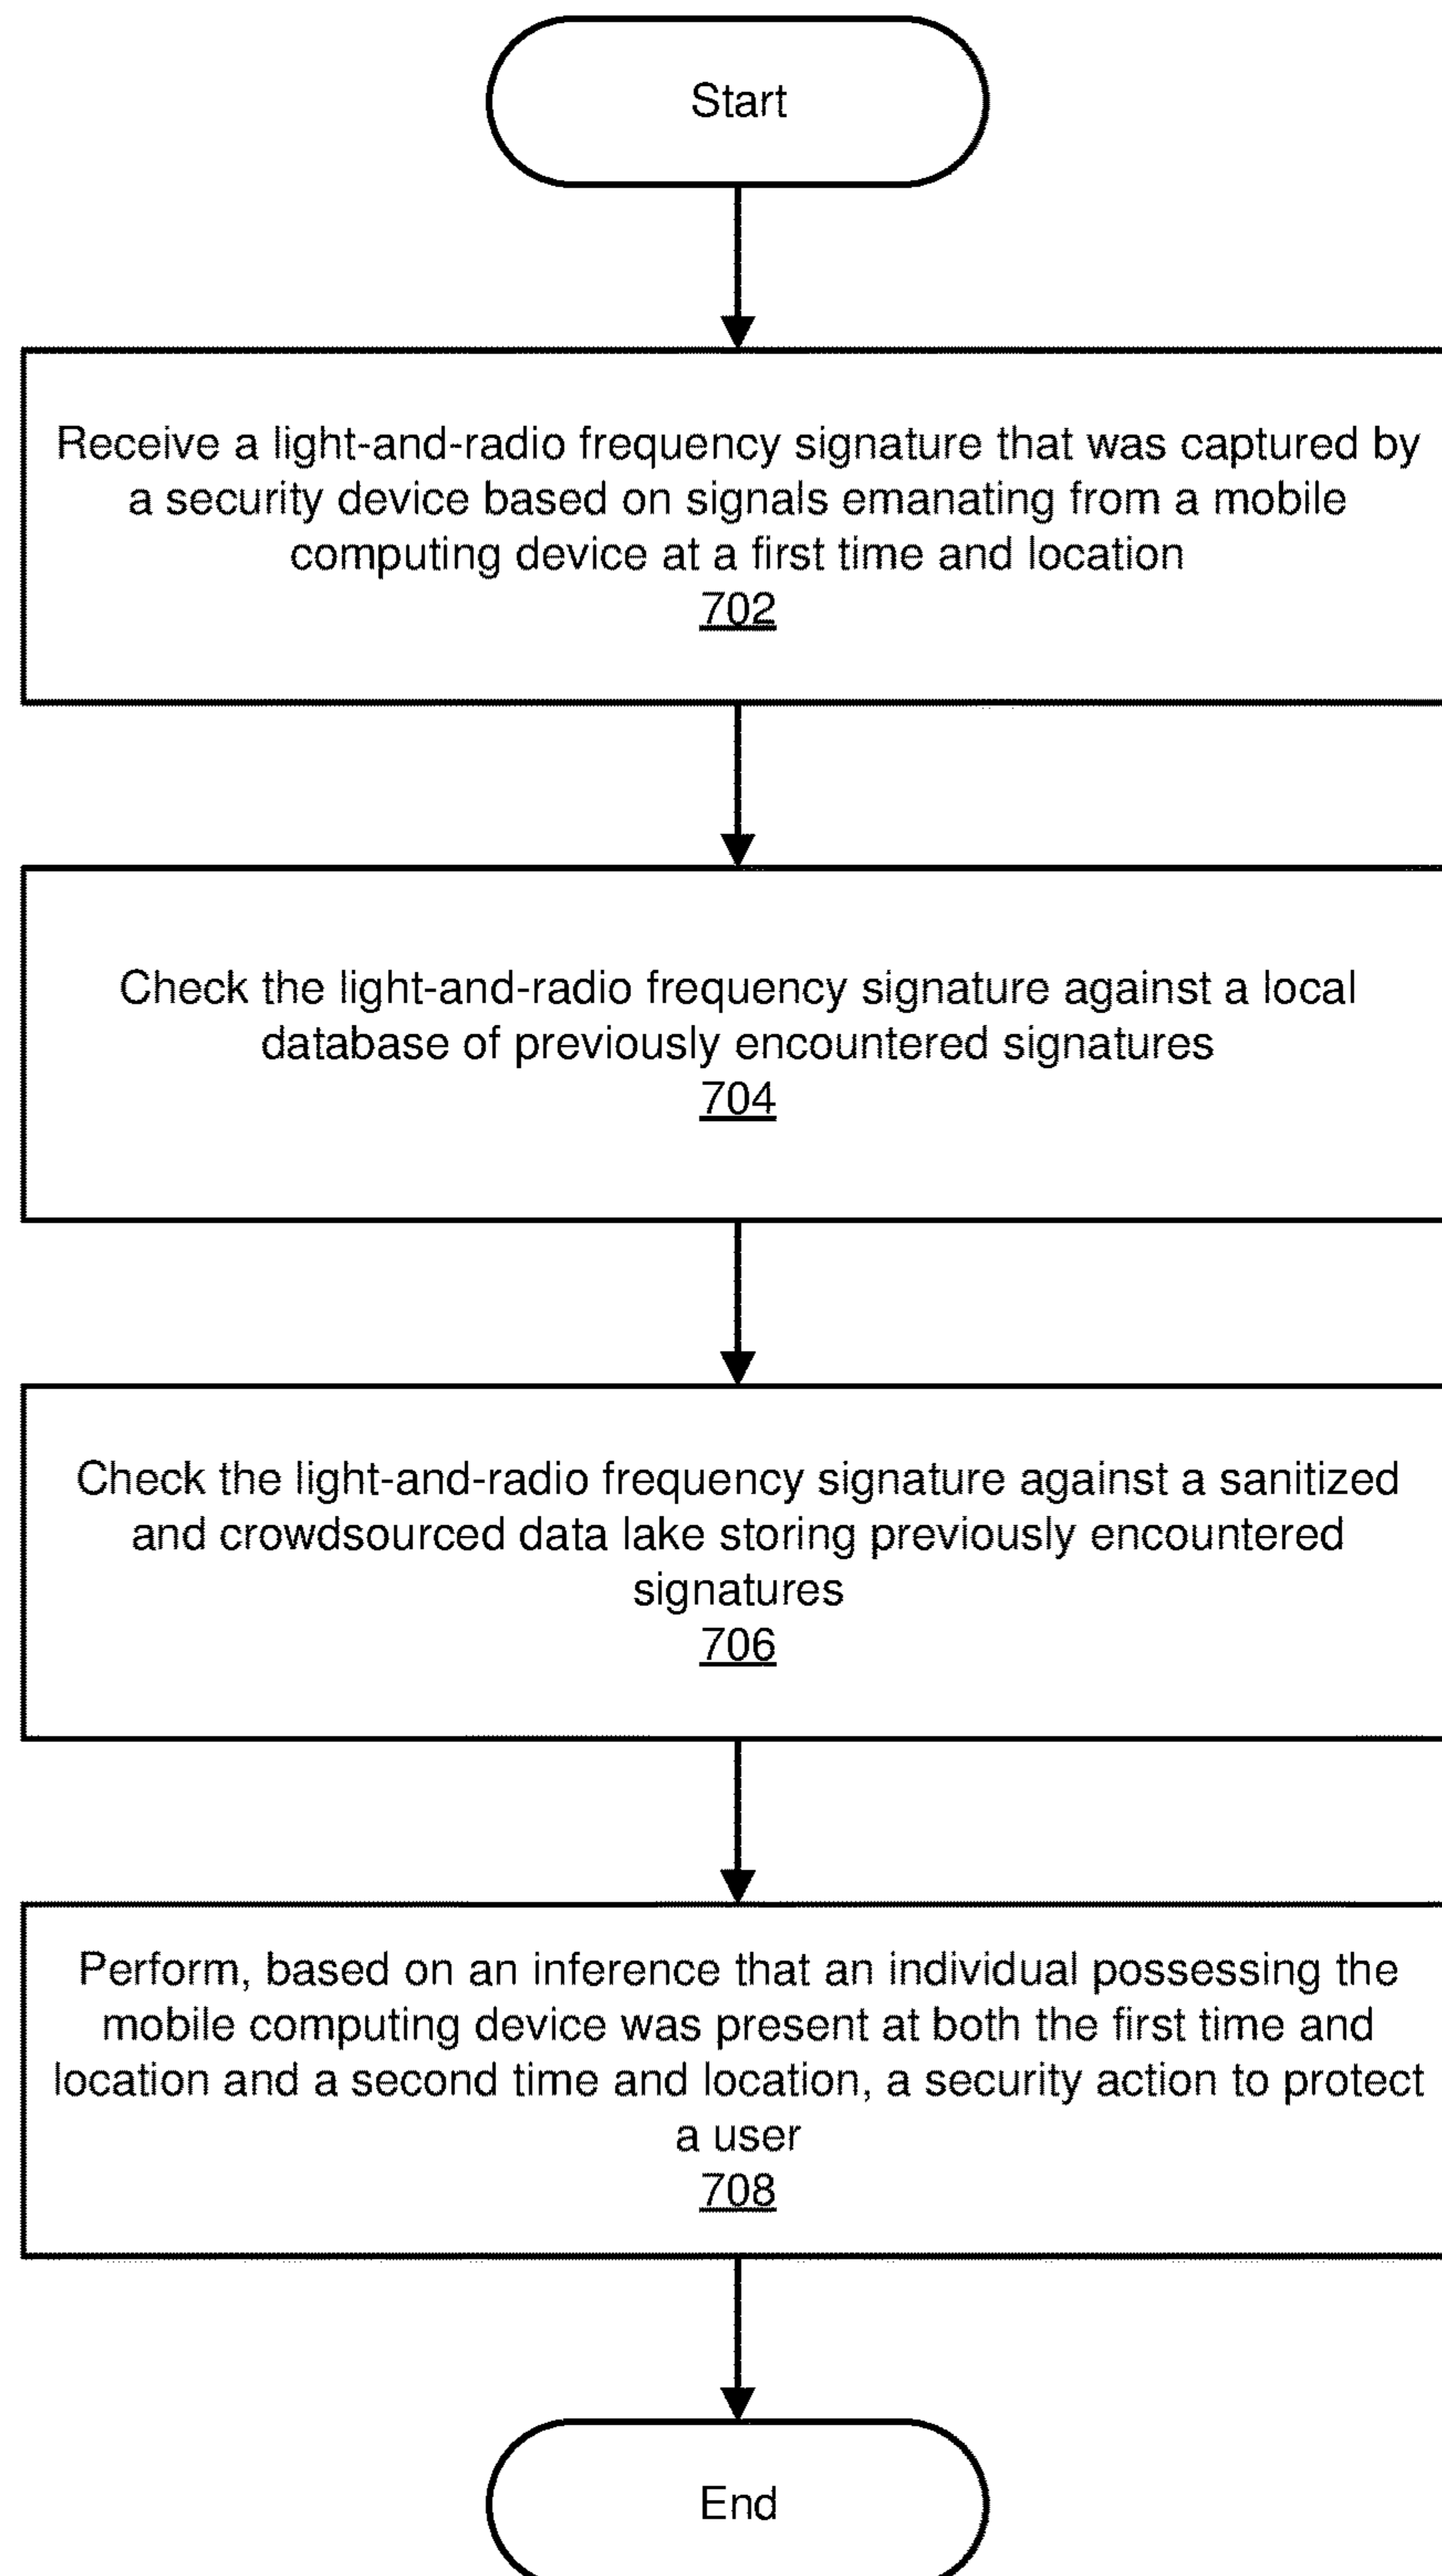 Start
Receive a light-and-radio frequency signature that was captured by
a security device based on signals emanating from a mobile
computing device at a first time and location
702
Check the light-and-radio frequency signature against a local
database of previously encountered signatures
704
Check the light-and-radio frequency signature against a sanitized
and crowdsourced data lake storing previously encountered
signatures
706
Perform, based on an inference that an individual possessing the
mobile computing device was present at both the first time and
location and a second time and location, a security action to protect
a user
708
End